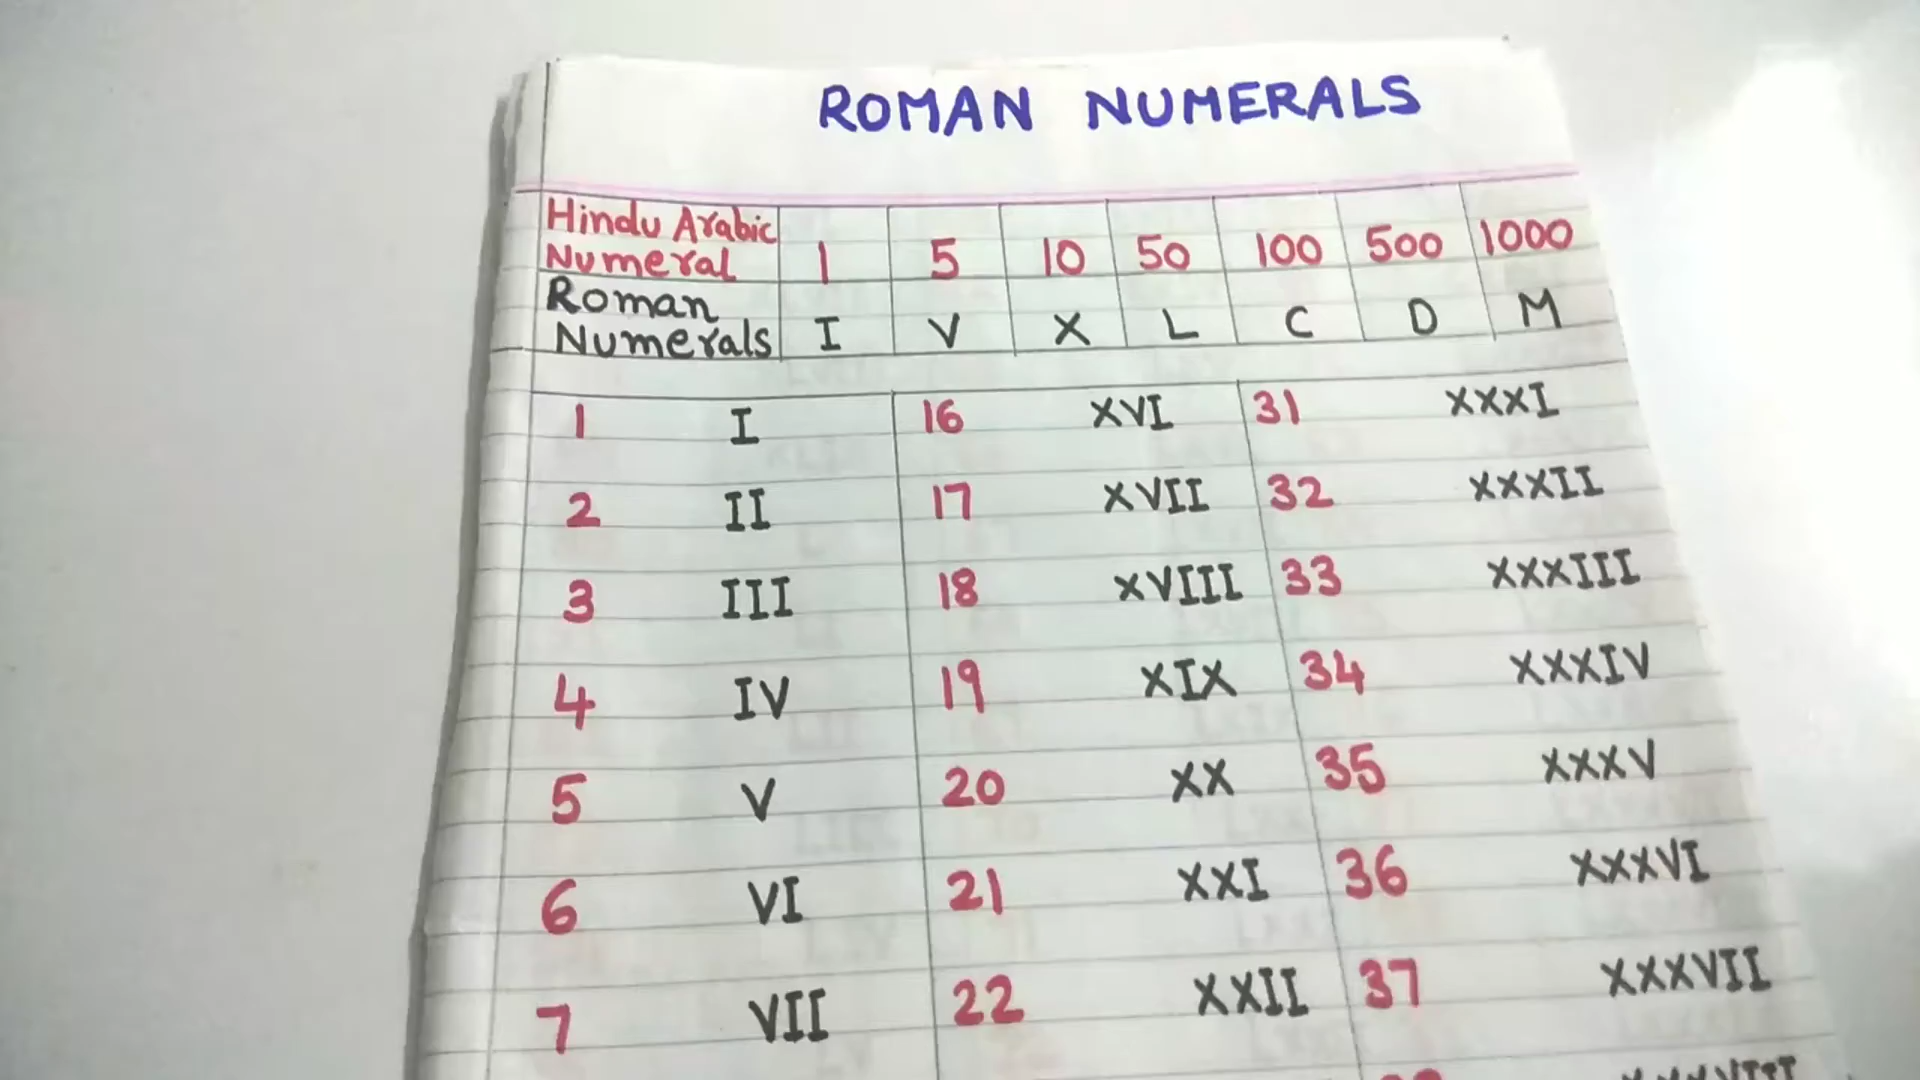 ROMAN NUMERALS
Hindu Arabic Numeral 1 5 10 50 100 500 1000
Roman Numerals I V X L C D M
1 I 16 XVI 31 XXXI
2 II 17 XVII 32 XXXII
3 III 18 XVIII 33 XXXIII
4 IV 19 XIX 34 XXXIV
5 V 20 XX 35 XXXV
6 VI 21 XXI 36 XXXVI
7 VII 22 XXII 37 XXXVII